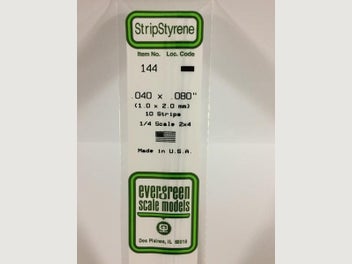 StripStyrene
Item No. Loc. Code
144
.040 x .080"
(1.0 x 2.0 mm)
10 Strips
1/4 Scale 2x4
Made in U.S.A.
evergreen
scale models
Des Plaines, IL 60018